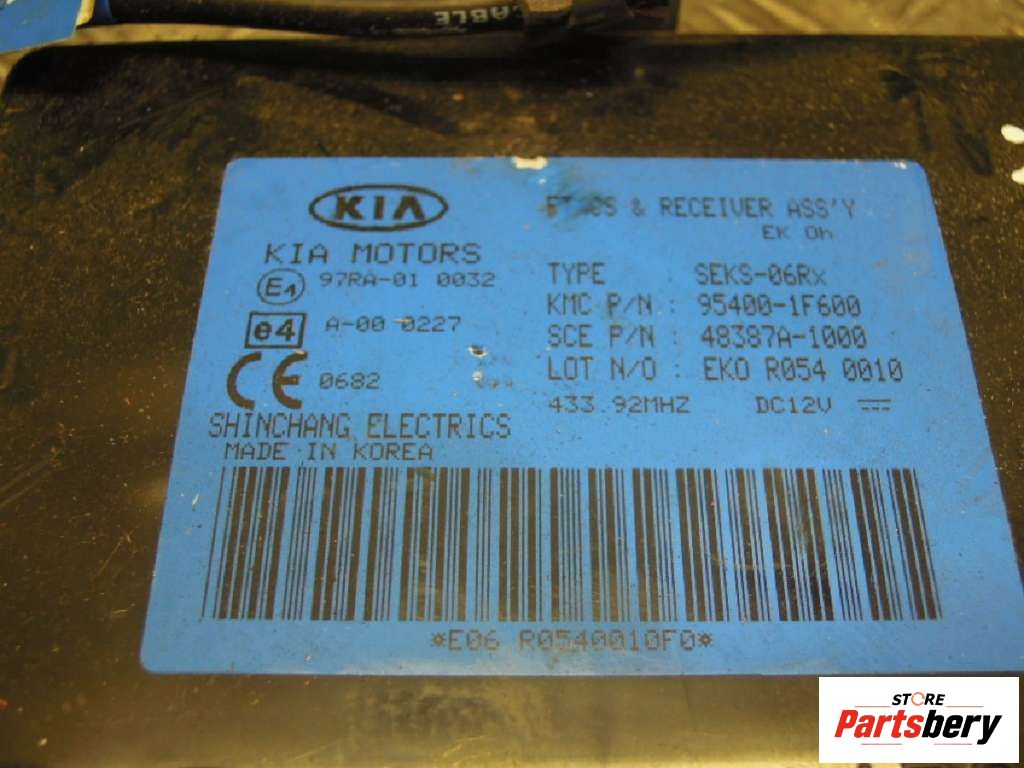 CABLE
KIA
KIA MOTORS
E4 97RA-01 0032
e4 A-00 0227
CE 0682
SHINCHANG ELECTRICS
MADE IN KOREA
& RECEIVER ASS'Y
EK Oh
TYPE SEKS-06Rx
KMC P/N : 95400-1F600
SCE P/N : 48387A-1000
LOT N/O : EKO R054 0010
433.92MHZ DC12V
*E06 R0540010F0*
STORE
Partsbery